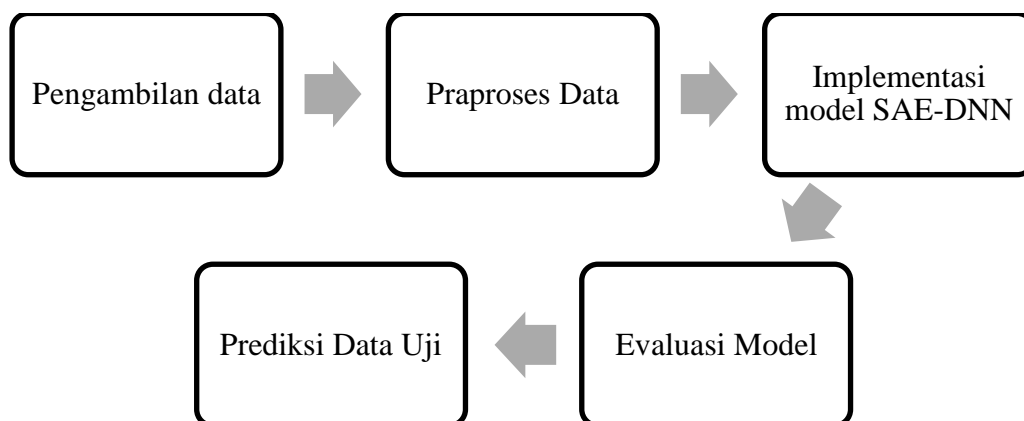 Pengambilan data
Praproses Data
Implementasi
model SAE-DNN
Evaluasi Model
Prediksi Data Uji